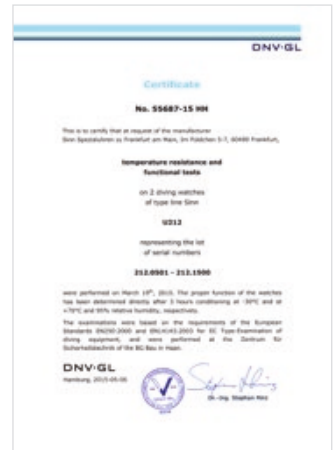 DNV·GL
Certificate
No. 55687-15 HH
This is to certify that at request of the manufacturer
Sinn Spezialuhren zu Frankfurt am Main, Im Füldchen 5-7, 60489 Frankfurt,
temperature resistance and
functional tests
on 2 diving watches
of type line Sinn
U212
representing the lot
of serial numbers
212.0501 - 212.1500
were performed on March 19th, 2015. The proper function of the watches
has been determined directly after 3 hours conditioning at -30°C and at
+70°C and 95% relative humidity, respectively.
The examinations were based on the requirements of the European
Standards EN250:2000 and EN14143:2003 for EC Type-Examination of
diving equipment, and were performed at the Zentrum für
Sicherheitstechnik of the BG Bau in Haan.
DNV·GL
Hamburg, 2015-05-06
Dr.-Ing. Stephan